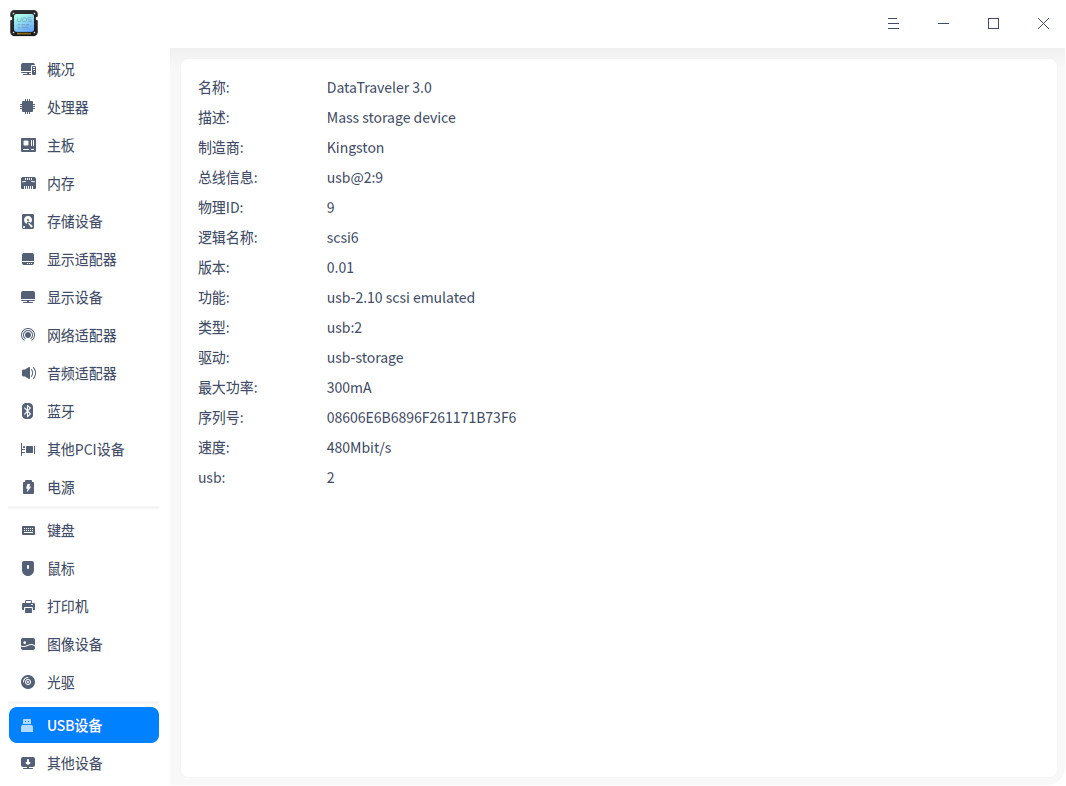 概况
处理器
主板
内存
存储设备
显示适配器
显示设备
网络适配器
音频适配器
蓝牙
其他PCI设备
电源
键盘
鼠标
打印机
图像设备
光驱
USB设备
其他设备
名称: DataTraveler 3.0
描述: Mass storage device
制造商: Kingston
总线信息: usb@2:9
物理ID: 9
逻辑名称: scsi6
版本: 0.01
功能: usb-2.10 scsi emulated
类型: usb:2
驱动: usb-storage
最大功率: 300mA
序列号: 08606E6B6896F261171B73F6
速度: 480Mbit/s
usb: 2